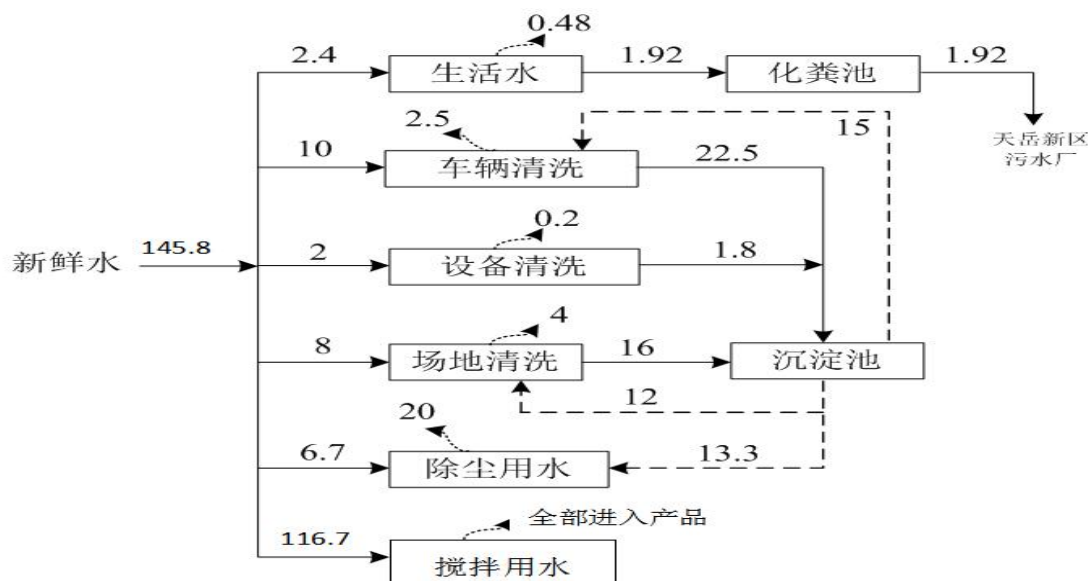 0.48
2.4
生活水
1.92
化粪池
1.92
天岳新区
污水厂
2.5
15
10
车辆清洗
22.5
0.2
新鲜水
145.8
2
设备清洗
1.8
4
8
场地清洗
16
沉淀池
12
20
6.7
除尘用水
13.3
全部进入产品
116.7
搅拌用水